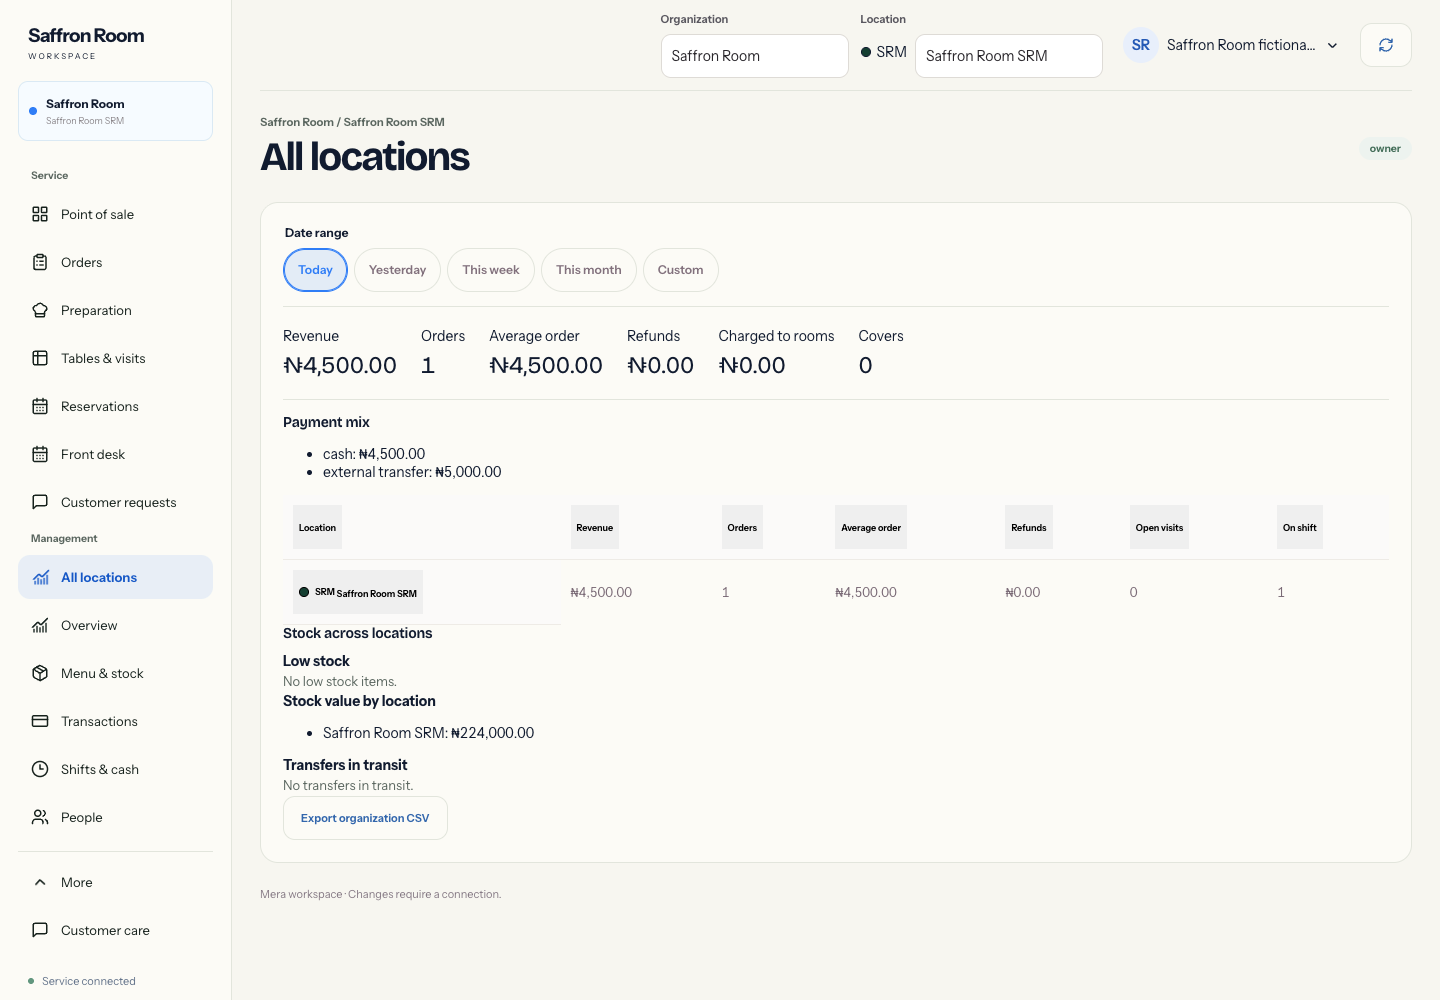 Saffron Room
WORKSPACE
Saffron Room
Saffron Room SRM
Service
Point of sale
Orders
Preparation
Tables & visits
Reservations
Front desk
Customer requests
Management
All locations
Overview
Menu & stock
Transactions
Shifts & cash
People
More
Customer care
Service connected
Organization
Saffron Room
Location
SRM
Saffron Room SRM
SR
Saffron Room fictiona...
Saffron Room / Saffron Room SRM
All locations
owner
Date range
Today Yesterday This week This month Custom
Revenue Orders Average order Refunds Charged to rooms Covers
₦4,500.00 1 ₦4,500.00 ₦0.00 ₦0.00 0
Payment mix
• cash: ₦4,500.00
• external transfer: ₦5,000.00
Location Revenue Orders Average order Refunds Open visits On shift
SRM Saffron Room SRM ₦4,500.00 1 ₦4,500.00 ₦0.00 0 1
Stock across locations
Low stock
No low stock items.
Stock value by location
• Saffron Room SRM: ₦224,000.00
Transfers in transit
No transfers in transit.
Export organization CSV
Mera workspace · Changes require a connection.